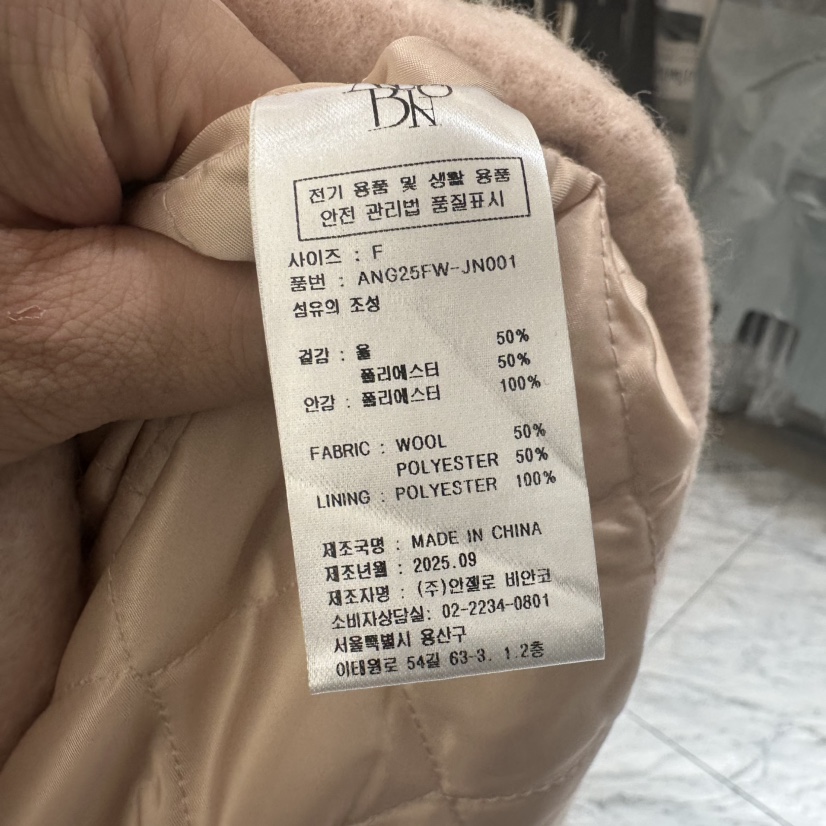 전기 용품 및 생활 용품
안전 관리법 품질표시
사이즈 : F
품번 : ANG25FW-JN001
섬유의 조성
겉감 : 울 50%
폴리에스터 50%
안감 : 폴리에스터 100%
FABRIC : WOOL 50%
POLYESTER 50%
LINING : POLYESTER 100%
제조국명 : MADE IN CHINA
제조년월 : 2025.09
제조자명 : (주)안젤로 비안코
소비자상담실: 02-2234-0801
서울특별시 용산구
이태원로 54길 63-3. 1.2층